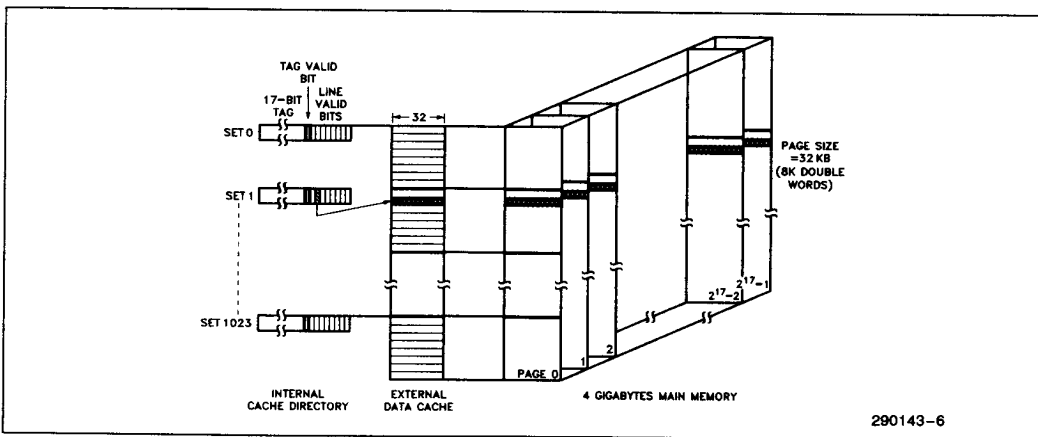 TAG VALID
BIT
17-BIT
TAG
LINE
VALID
BITS
SET 0
32
SET 1
SET 1023
PAGE SIZE
=32 KB
(8K DOUBLE
WORDS)
PAGE 0
1
2
2^17-2
2^17-1
INTERNAL
CACHE DIRECTORY
EXTERNAL
DATA CACHE
4 GIGABYTES MAIN MEMORY
290143-6